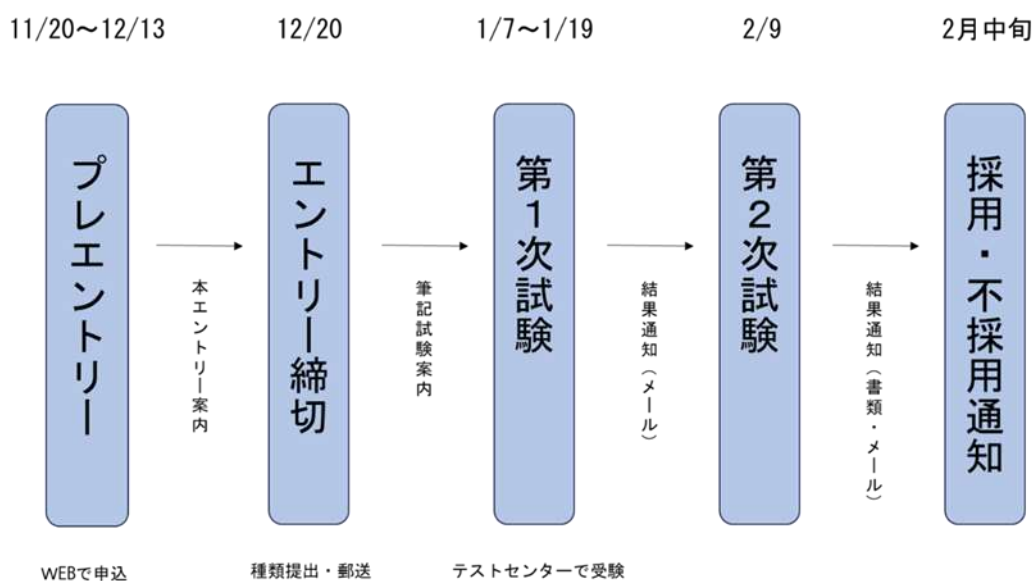 11/20～12/13
12/20
1/7～1/19
2/9
2月中旬
プレエントリー
本エントリー案内
エントリー締切
筆記試験案内
第1次試験
結果通知(メール)
第2次試験
結果通知(書類・メール)
採用・不採用通知
WEBで申込
種類提出・郵送
テストセンターで受験